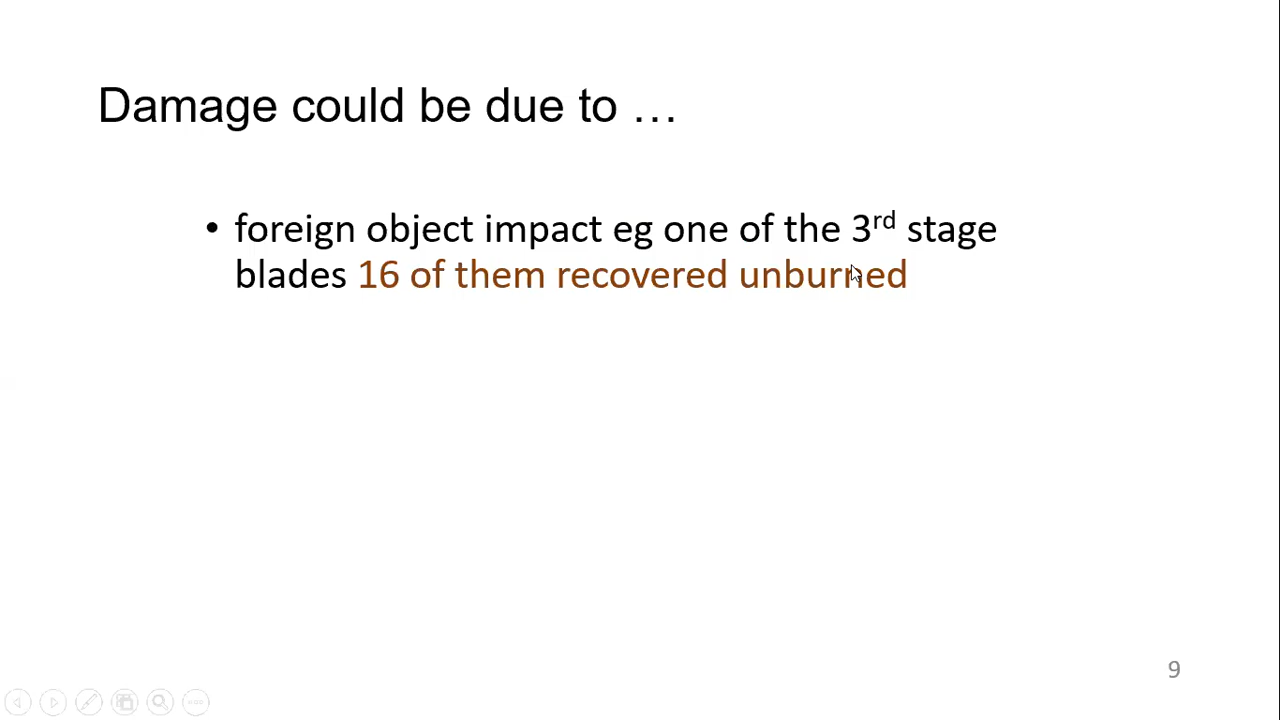 Damage could be due to …
• foreign object impact eg one of the 3rd stage
blades 16 of them recovered unburned
9